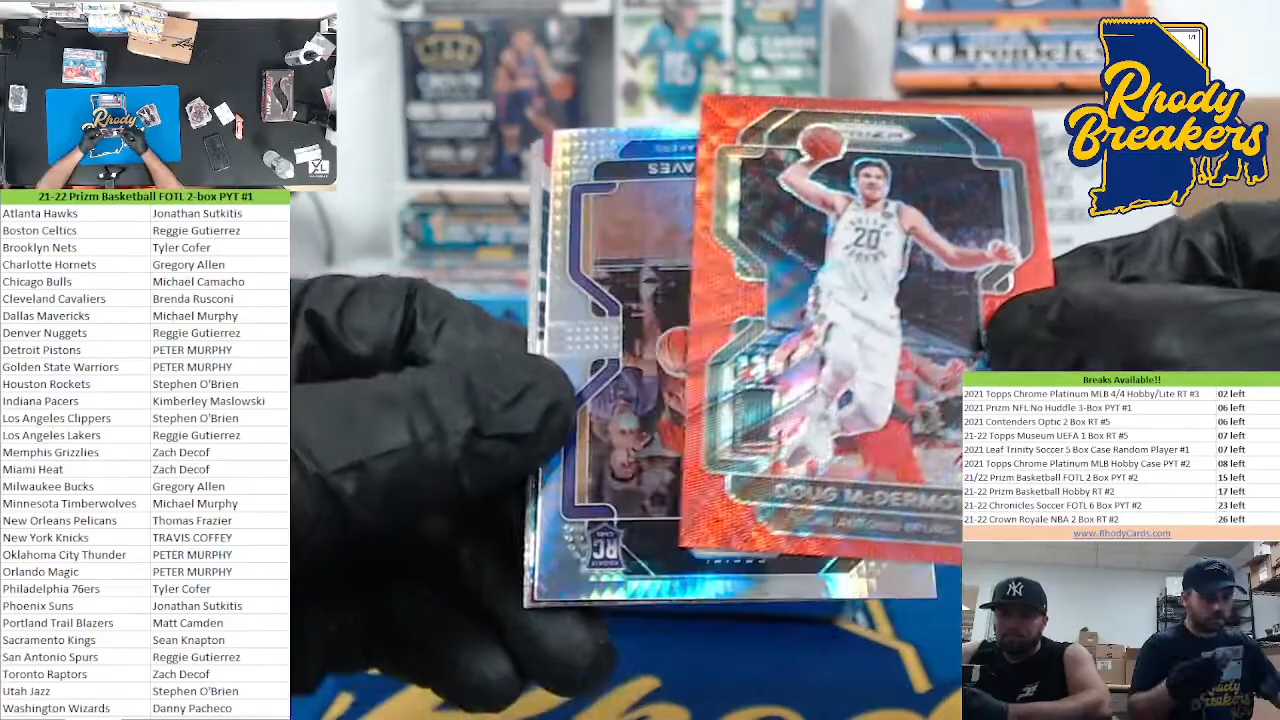 21-22 Prizm Basketball FOTL 2-box PYT #1
Atlanta Hawks Jonathan Sutkitis
Boston Celtics Reggie Gutierrez
Brooklyn Nets Tyler Cofer
Charlotte Hornets Gregory Allen
Chicago Bulls Michael Camacho
Cleveland Cavaliers Brenda Rusconi
Dallas Mavericks Michael Murphy
Denver Nuggets Reggie Gutierrez
Detroit Pistons PETER MURPHY
Golden State Warriors PETER MURPHY
Houston Rockets Stephen O'Brien
Indiana Pacers Kimberley Maslowski
Los Angeles Clippers Stephen O'Brien
Los Angeles Lakers Reggie Gutierrez
Memphis Grizzlies Zach Decof
Miami Heat Zach Decof
Milwaukee Bucks Gregory Allen
Minnesota Timberwolves Michael Murphy
New Orleans Pelicans Thomas Frazier
New York Knicks TRAVIS COFFEY
Oklahoma City Thunder PETER MURPHY
Orlando Magic PETER MURPHY
Philadelphia 76ers Tyler Cofer
Phoenix Suns Jonathan Sutkitis
Portland Trail Blazers Matt Camden
Sacramento Kings Sean Knapton
San Antonio Spurs Reggie Gutierrez
Toronto Raptors Zach Decof
Utah Jazz Stephen O'Brien
Washington Wizards Danny Pacheco
Rhody
CROWN
16
PRIZM
20
DOUG McDERMO
AVES
RC
1/1
Rhody
Breakers
Breaks Available!!
2021 Topps Chrome Platinum MLB 4/4 Hobby/Lite RT #3 02 left
2021 Prizm NFL No Huddle 3-Box PYT #1 06 left
2021 Contenders Optic 2 Box RT #5 06 left
21-22 Topps Museum UEFA 1 Box RT #5 07 left
2021 Leaf Trinity Soccer 5 Box Case Random Player #1 07 left
2021 Topps Chrome Platinum MLB Hobby Case PYT #2 08 left
21/22 Prizm Basketball FOTL 2 Box PYT #2 15 left
21-22 Prizm Basketball Hobby RT #2 17 left
21-22 Chronicles Soccer FOTL 6 Box PYT #2 23 left
21-22 Crown Royale NBA 2 Box RT #2 26 left
www.RhodyCards.com
Rhody
Breakers